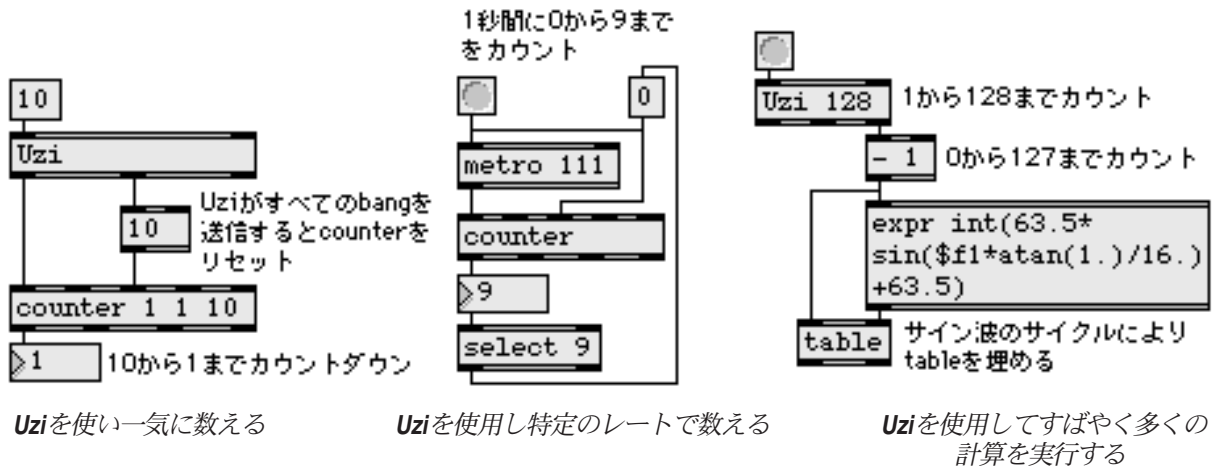 10
Uzi
Uziがすべてのbangを
送信するとcounterを
リセット
10
counter 1 1 10
1
10から1までカウントダウン
Uziを使い一気に数える
1秒間に0から9まで
をカウント
0
metro 111
counter
9
select 9
Uziを使用し特定のレートで数える
Uzi 128
1から128までカウント
- 1
0から127までカウント
expr int(63.5*
sin($f1*atan(1.)/16.)
+63.5)
table
サイン波のサイクルにより
tableを埋める
Uziを使用してすばやく多くの
計算を実行する